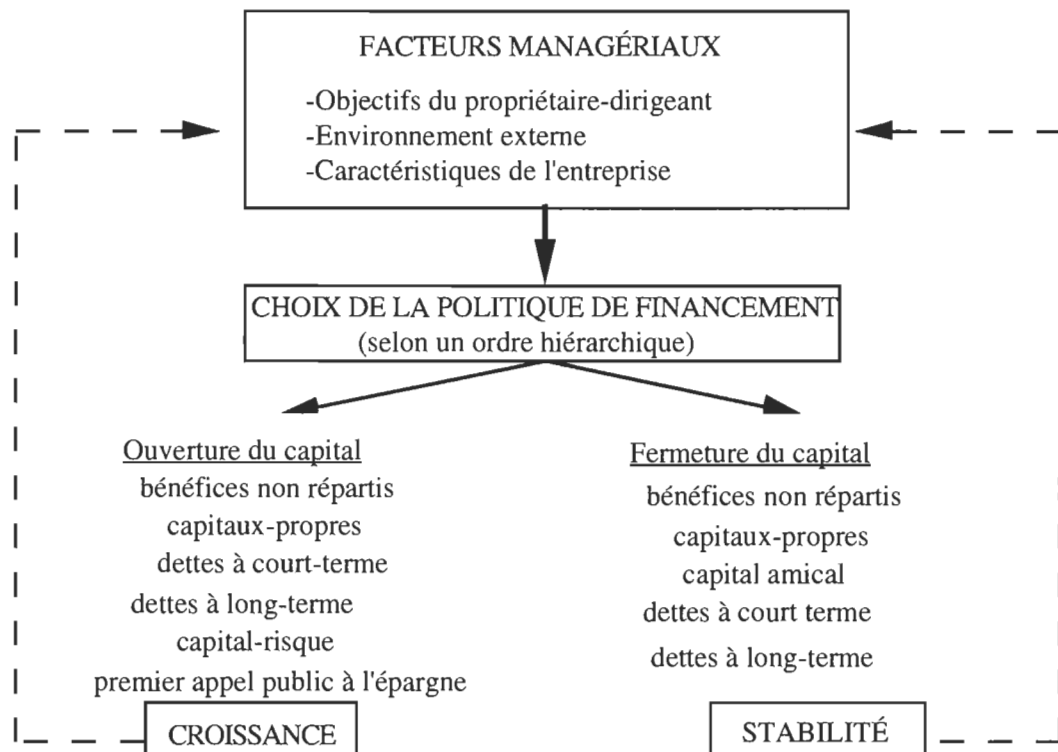 FACTEURS MANAGÉRIAUX
-Objectifs du propriétaire-dirigeant
-Environnement externe
-Caractéristiques de l'entreprise
CHOIX DE LA POLITIQUE DE FINANCEMENT
(selon un ordre hiérarchique)
Ouverture du capital
bénéfices non répartis
capitaux-propres
dettes à court-terme
dettes à long-terme
capital-risque
premier appel public à l'épargne
CROISSANCE
Fermeture du capital
bénéfices non répartis
capitaux-propres
capital amical
dettes à court terme
dettes à long-terme
STABILITÉ